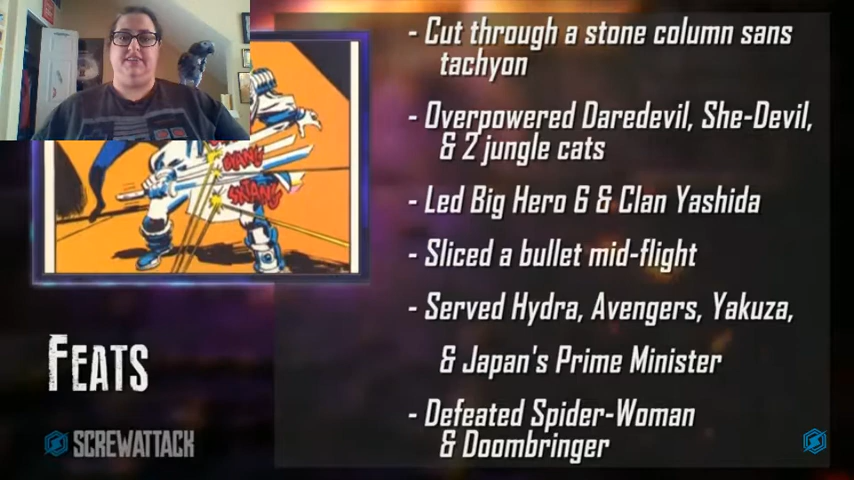 - Cut through a stone column sans
tachyon
- Overpowered Daredevil, She-Devil,
& 2 jungle cats
- Led Big Hero 6 & Clan Yashida
- Sliced a bullet mid-flight
- Served Hydra, Avengers, Yakuza,
& Japan's Prime Minister
- Defeated Spider-Woman
& Doombringer
FEATS
SCREWATTACK